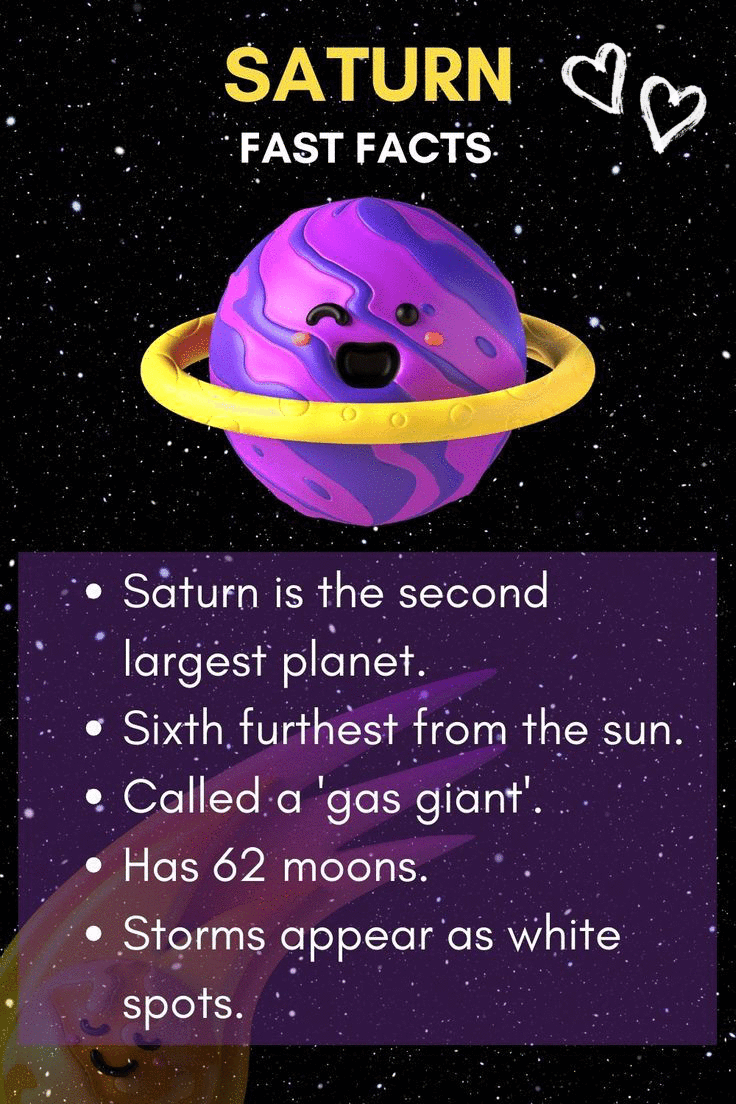 SATURN
FAST FACTS
• Saturn is the second
largest planet.
• Sixth furthest from the sun.
• Called a 'gas giant'.
• Has 62 moons.
• Storms appear as white
spots.